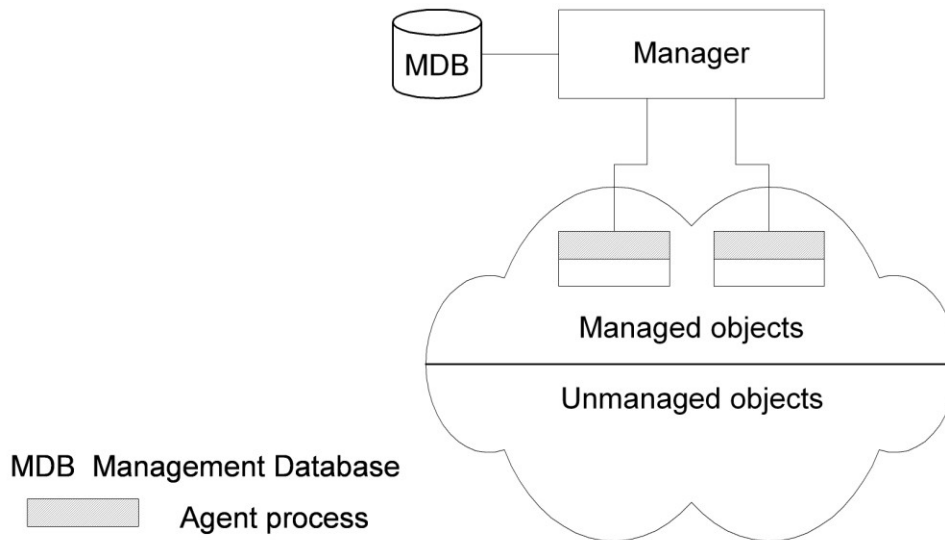 MDB
Manager
Managed objects
Unmanaged objects
MDB Management Database
Agent process